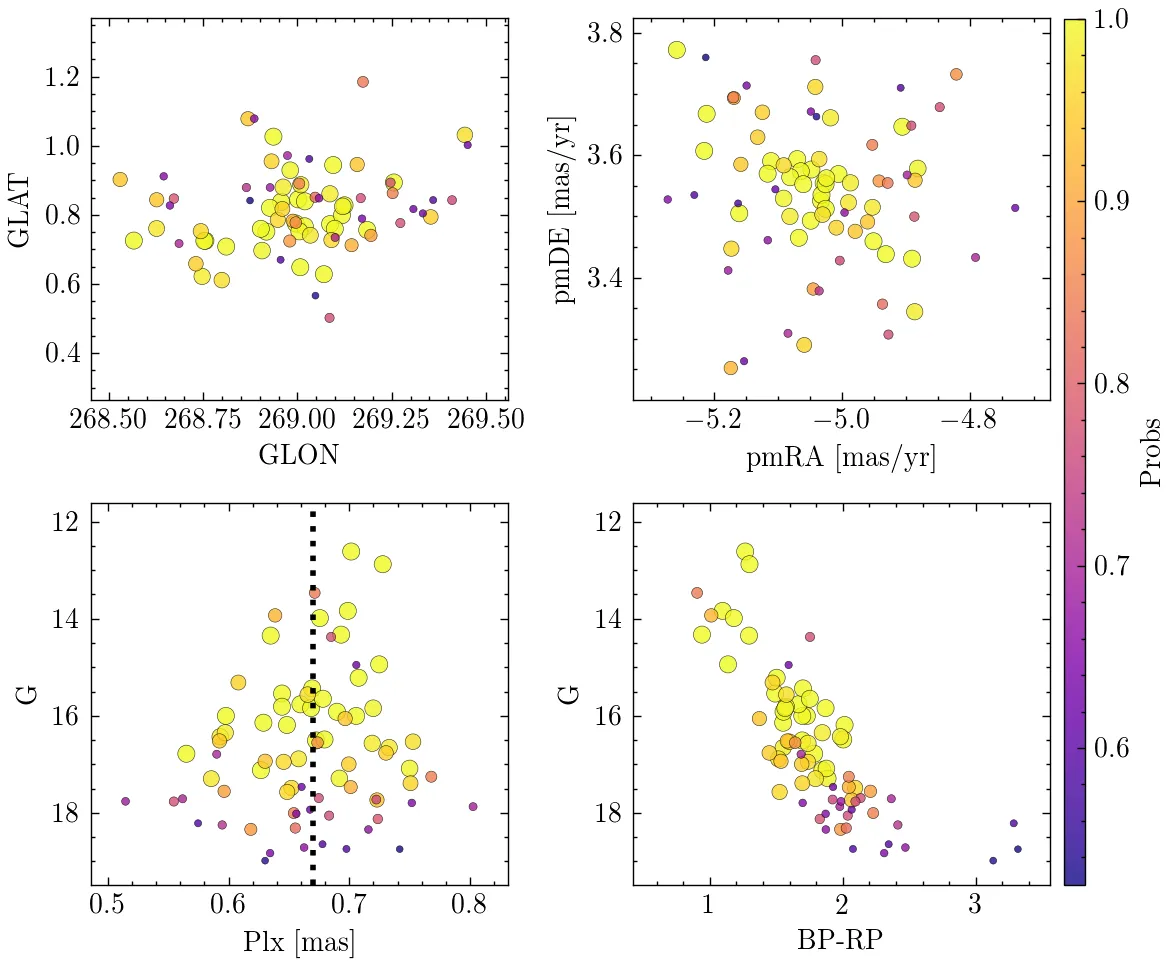 1.2
1.0
0.8
0.6
0.4
GLAT
268.50 268.75 269.00 269.25 269.50
GLON
3.8
3.6
3.4
pmDE [mas/yr]
−5.2 −5.0 −4.8
pmRA [mas/yr]
12
14
16
18
G
0.5 0.6 0.7 0.8
Plx [mas]
12
14
16
18
G
1 2 3
BP-RP
1.0
0.9
0.8
0.7
0.6
Probs